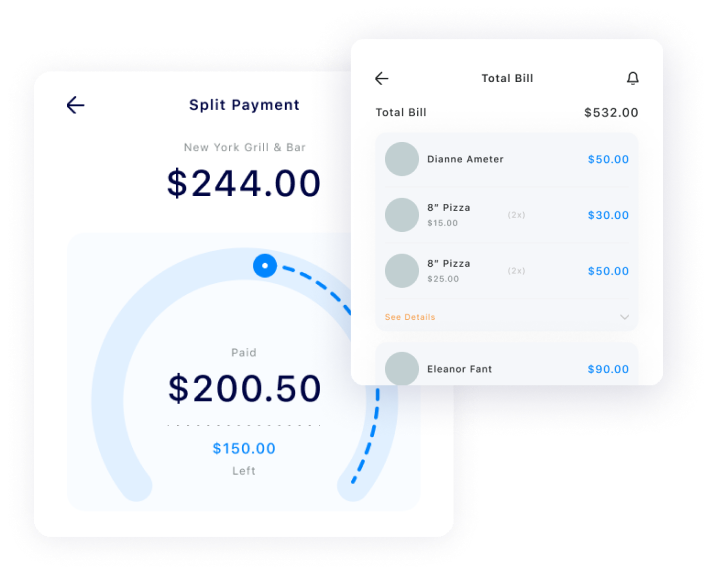 Split Payment
New York Grill & Bar
$244.00
Paid
$200.50
$150.00
Left
Total Bill
Total Bill $532.00
Dianne Ameter $50.00
8" Pizza (2x) $30.00
$15.00
8" Pizza (2x) $50.00
$25.00
See Details
Eleanor Fant $90.00